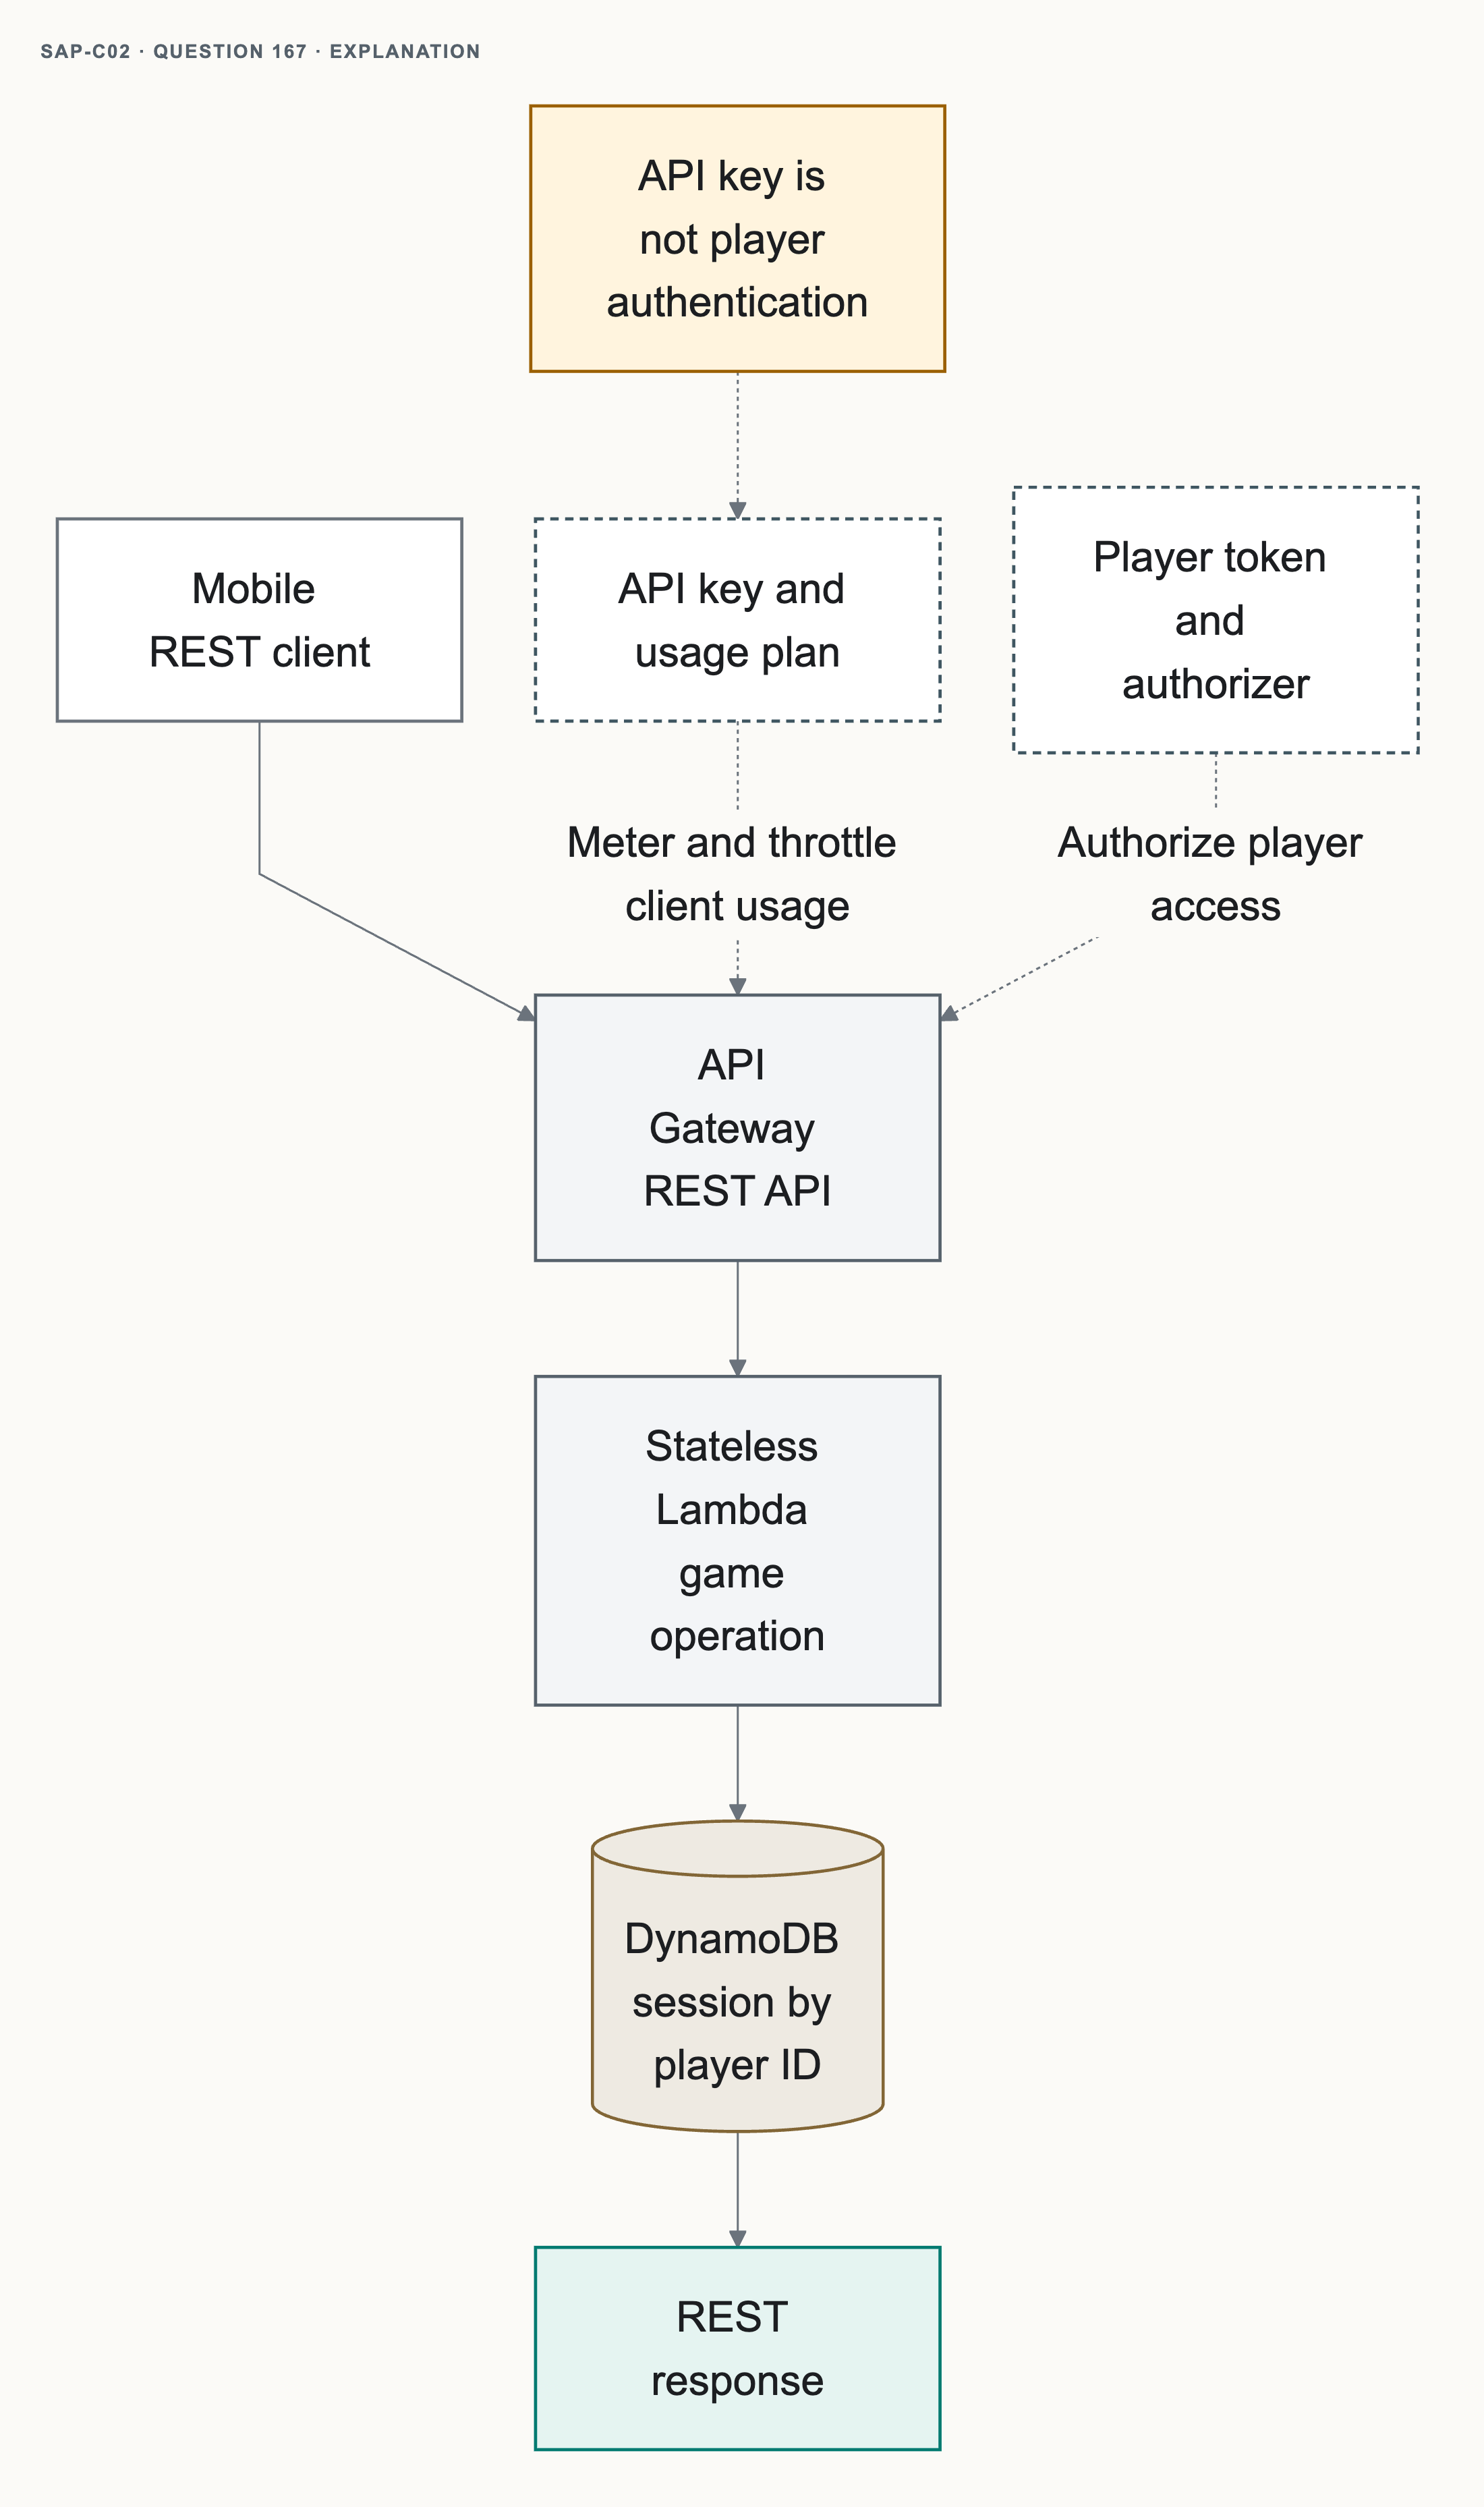 SAP-C02 · QUESTION 167 · EXPLANATION
API key is
not player
authentication
Mobile
REST client
API key and
usage plan
Player token
and
authorizer
Meter and throttle
client usage
Authorize player
access
API
Gateway
REST API
Stateless
Lambda
game
operation
DynamoDB
session by
player ID
REST
response